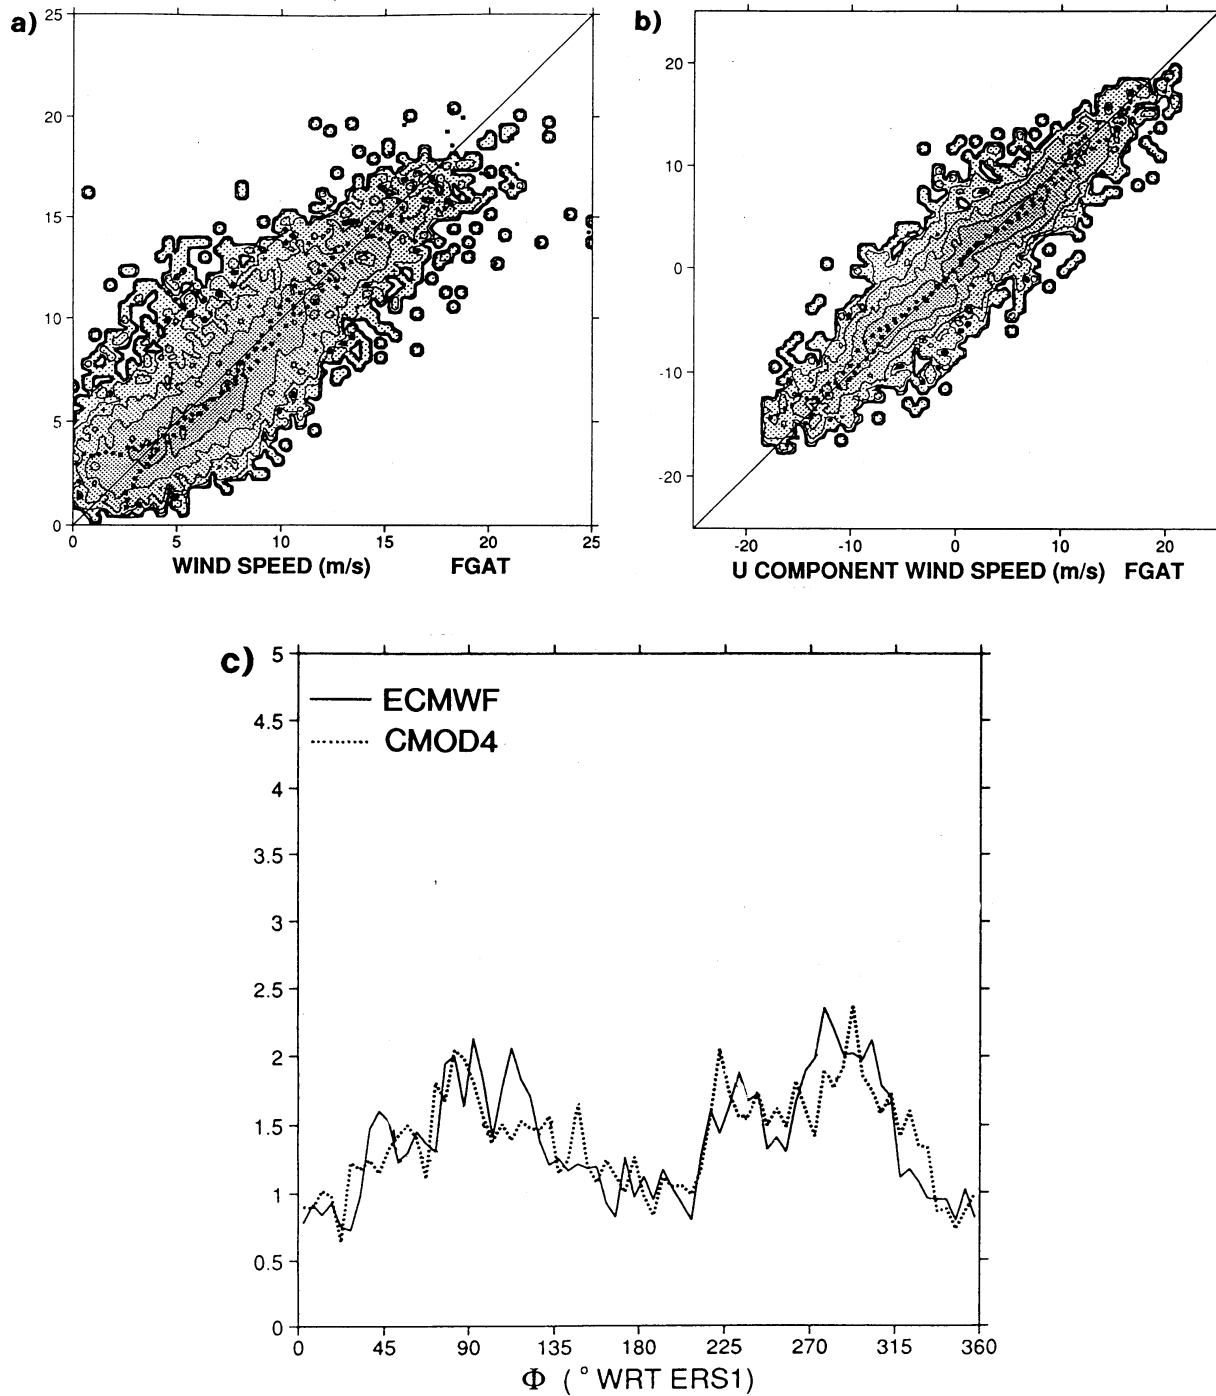 a)
25
20
15
10
5
0
0 5 10 15 20 25
WIND SPEED (m/s) FGAT
b)
20
10
0
-10
-20
-20 -10 0 10 20
U COMPONENT WIND SPEED (m/s) FGAT
c)
5
4.5
4
3.5
3
2.5
2
1.5
1
0.5
0
ECMWF
CMOD4
0 45 90 135 180 225 270 315 360
Φ (° WRT ERS1)